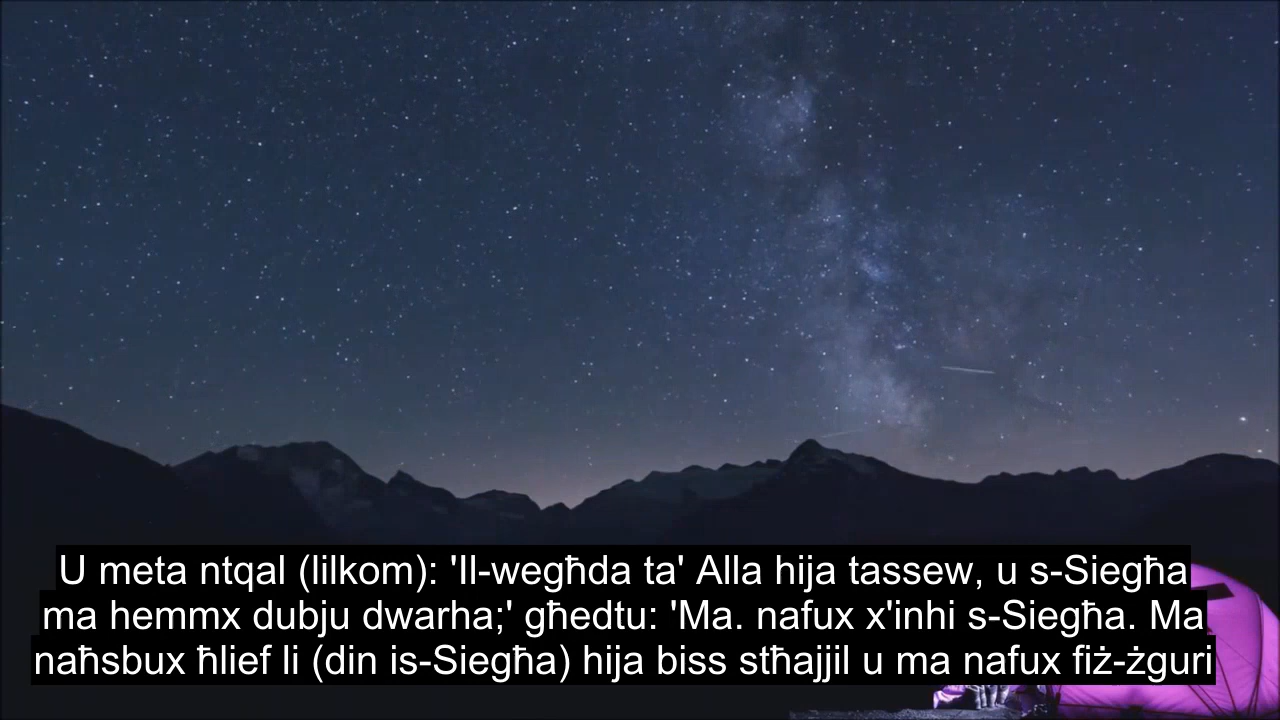 U meta ntqal (lilkom): 'Il-wegħda ta' Alla hija tassew, u s-Siegħa
ma hemmx dubju dwarha;' għedtu: 'Ma. nafux x'inhi s-Siegħa. Ma
naħsbux ħlief li (din is-Siegħa) hija biss stħajjil u ma nafux fiż-żguri